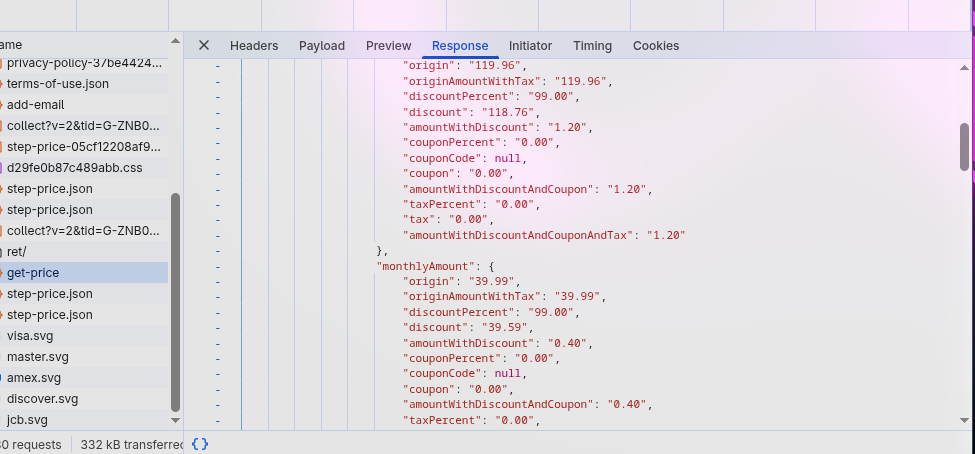 ame
privacy-policy-37be4424...
terms-of-use.json
add-email
collect?v=2&tid=G-ZNB0...
step-price-05cf12208af9...
d29fe0b87c489abb.css
step-price.json
step-price.json
collect?v=2&tid=G-ZNB0...
ret/
get-price
step-price.json
step-price.json
visa.svg
master.svg
amex.svg
discover.svg
jcb.svg
0 requests 332 kB transferred
Headers Payload Preview Response Initiator Timing Cookies
- "origin": "119.96",
- "originAmountWithTax": "119.96",
- "discountPercent": "99.00",
- "discount": "118.76",
- "amountWithDiscount": "1.20",
- "couponPercent": "0.00",
- "couponCode": null,
- "coupon": "0.00",
- "amountWithDiscountAndCoupon": "1.20",
- "taxPercent": "0.00",
- "tax": "0.00",
- "amountWithDiscountAndCouponAndTax": "1.20"
- },
- "monthlyAmount": {
- "origin": "39.99",
- "originAmountWithTax": "39.99",
- "discountPercent": "99.00",
- "discount": "39.59",
- "amountWithDiscount": "0.40",
- "couponPercent": "0.00",
- "couponCode": null,
- "coupon": "0.00",
- "amountWithDiscountAndCoupon": "0.40",
- "taxPercent": "0.00",
{}